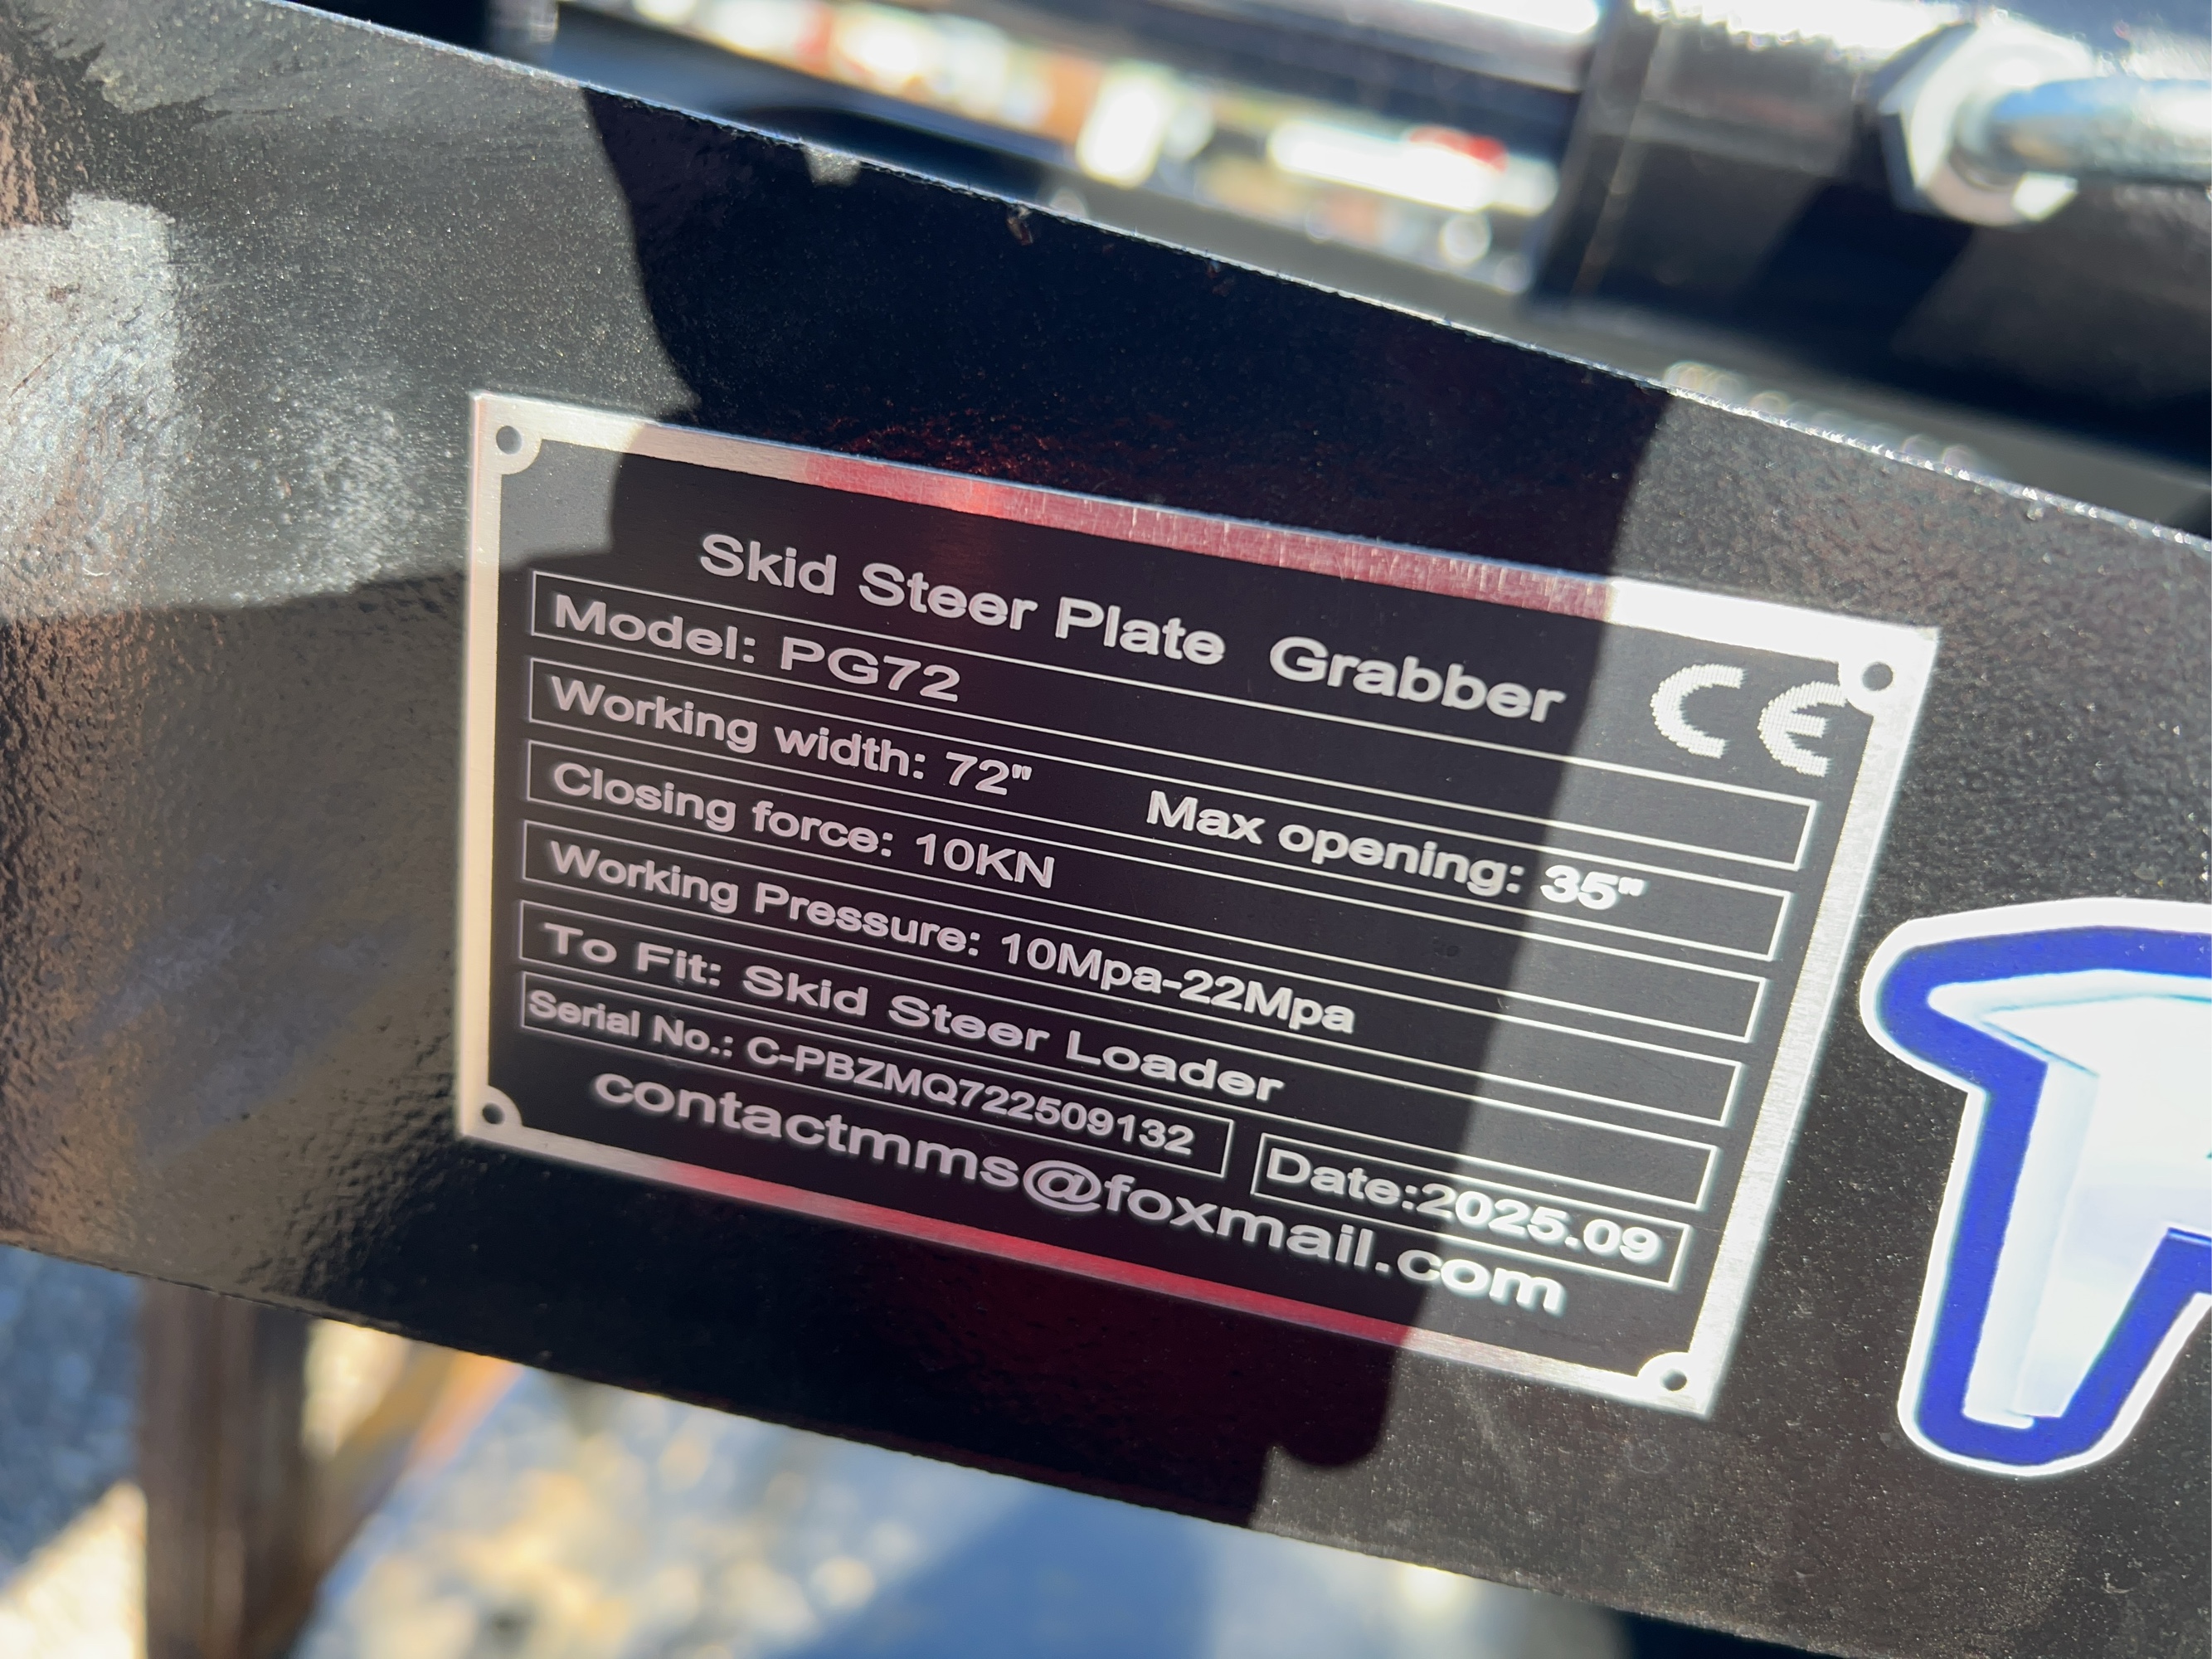 Skid Steer Plate Grabber
CE
Model: PG72
Working width: 72" Max opening: 35"
Closing force: 10KN
Working Pressure: 10Mpa-22Mpa
To Fit: Skid Steer Loader
Serial No.: C-PBZMQ722509132 Date:2025.09
contactmms@foxmail.com